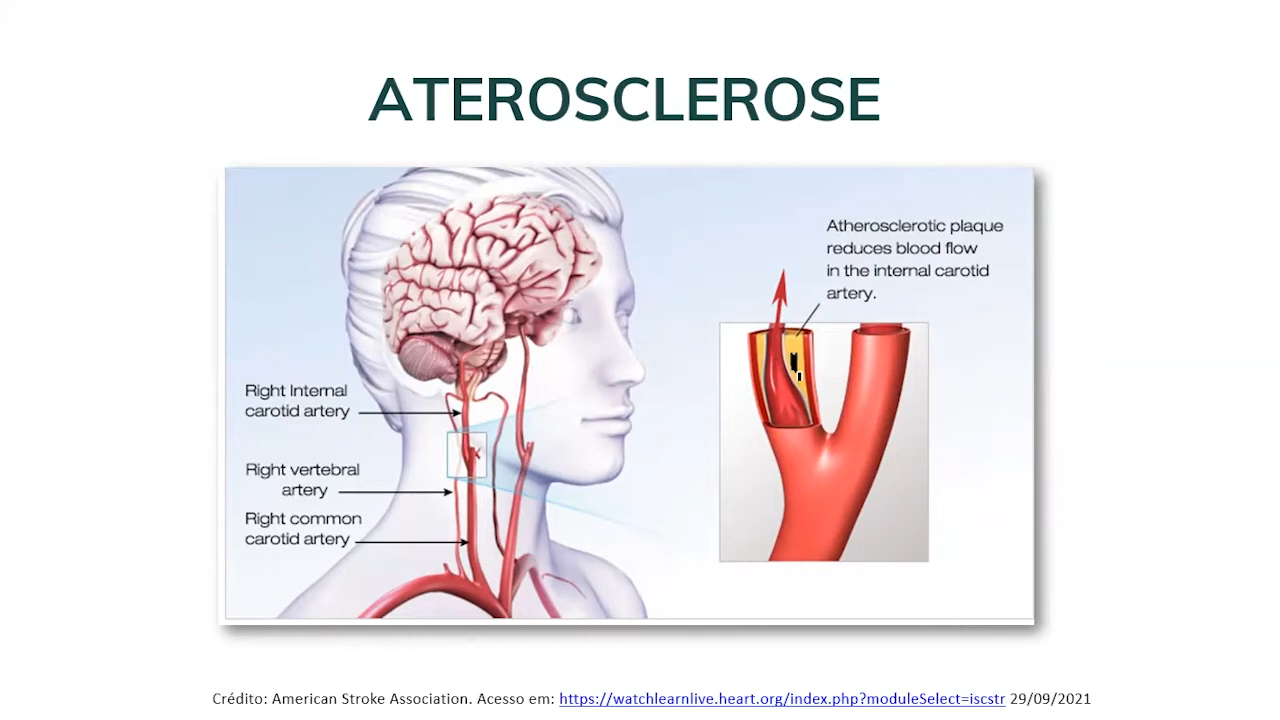 ATEROSCLEROSE
Atherosclerotic plaque
reduces blood flow
in the internal carotid
artery.
Right Internal
carotid artery
Right vertebral
artery
Right common
carotid artery
Crédito: American Stroke Association. Acesso em: https://watchlearnlive.heart.org/index.php?moduleSelect=iscstr 29/09/2021